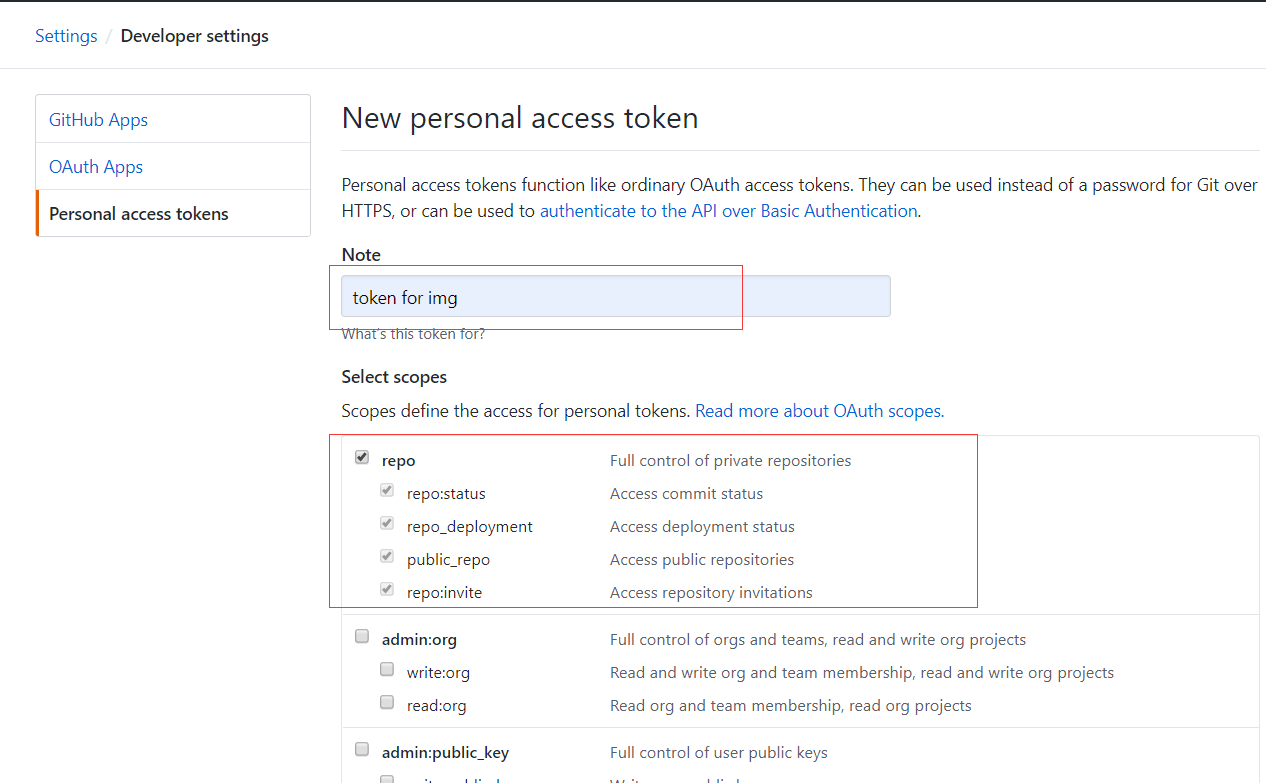 Settings / Developer settings
GitHub Apps
OAuth Apps
Personal access tokens
New personal access token
Personal access tokens function like ordinary OAuth access tokens. They can be used instead of a password for Git over
HTTPS, or can be used to authenticate to the API over Basic Authentication.
Note
token for img
What's this token for?
Select scopes
Scopes define the access for personal tokens. Read more about OAuth scopes.
repo Full control of private repositories
repo:status Access commit status
repo_deployment Access deployment status
public_repo Access public repositories
repo:invite Access repository invitations
admin:org Full control of orgs and teams, read and write org projects
write:org Read and write org and team membership, read and write org projects
read:org Read org and team membership, read org projects
admin:public_key Full control of user public keys